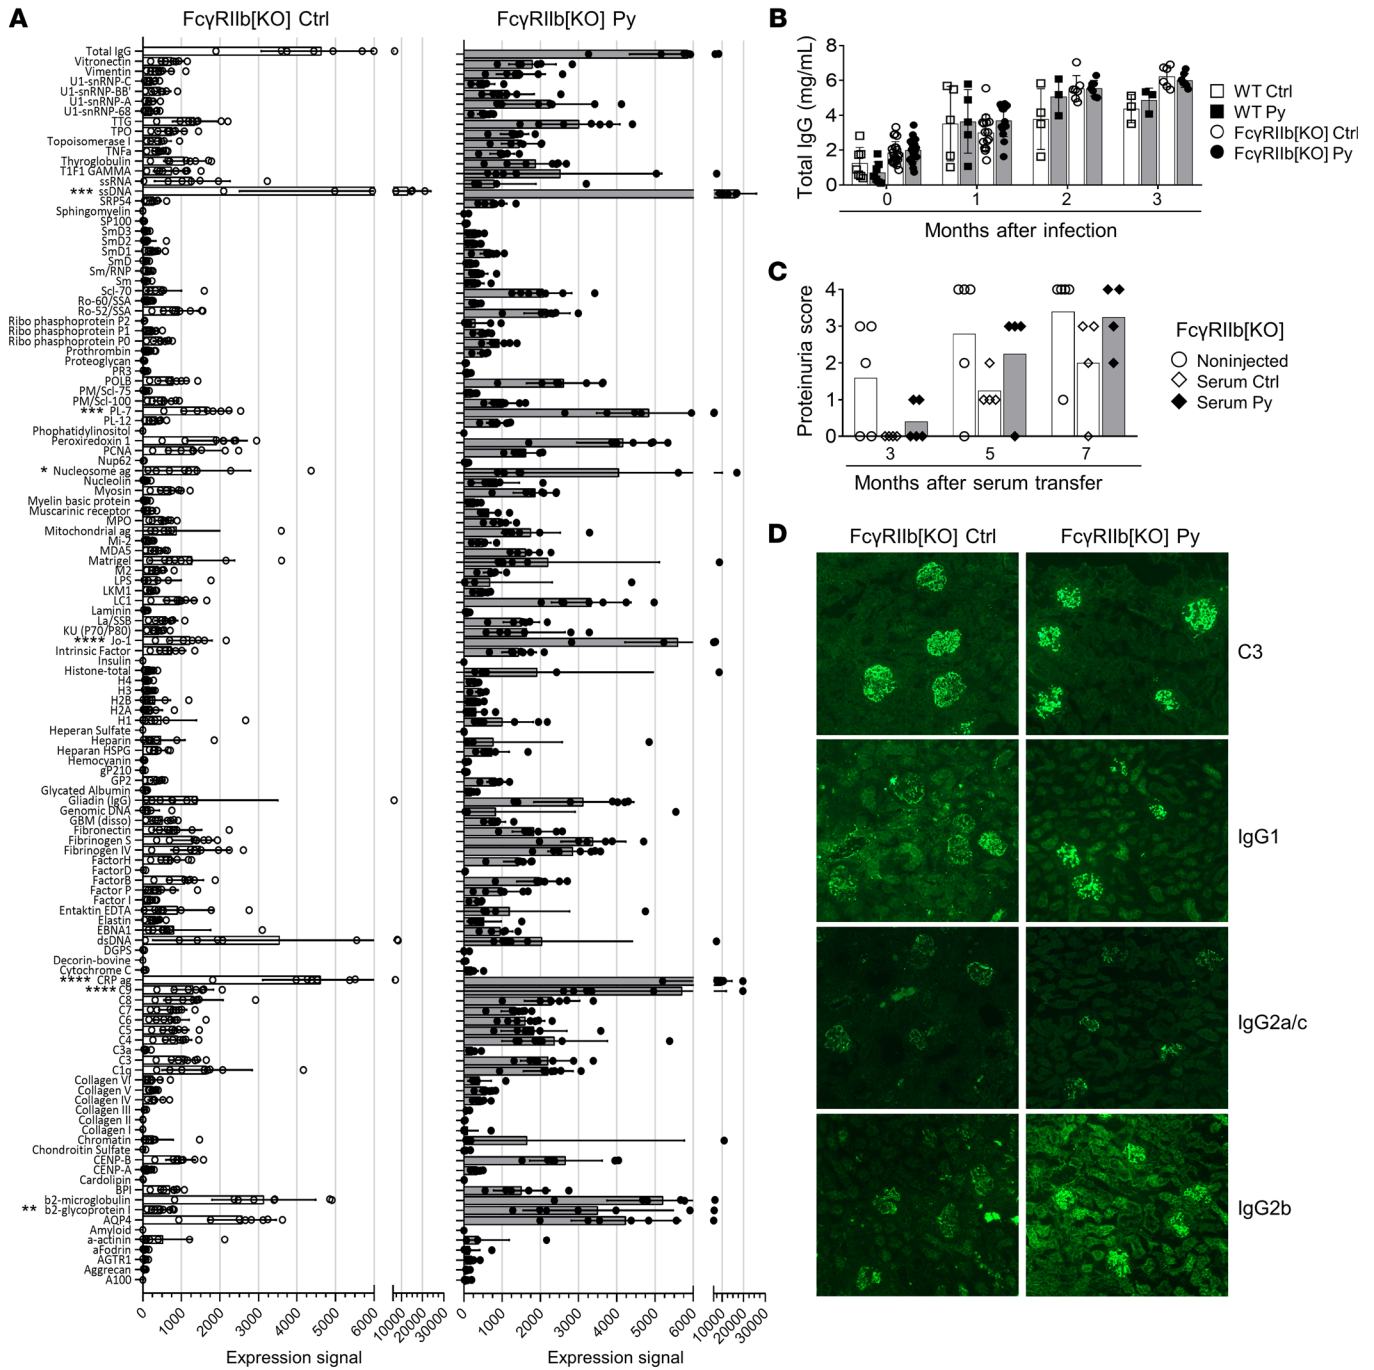 A
FcγRIIb[KO] Ctrl
FcγRIIb[KO] Py
Total IgG
Vitronectin
Vimentin
U1-snRNP-C
U1-snRNP-BB'
U1-snRNP-A
U1-snRNP-68
TTG
TPO
Topoisomerase I
TNFa
Thyroglobulin
T1F1 GAMMA
ssRNA
*** ssDNA
SRP54
Sphingomyelin
SP100
SmD3
SmD2
SmD1
SmD
Sm/RNP
Sm
Scl-70
Ro-60/SSA
Ro-52/SSA
Ribo phasphoprotein P2
Ribo phasphoprotein P1
Ribo phasphoprotein P0
Prothrombin
Proteoglycan
PR3
POLB
PM/Scl-75
PM/Scl-100
*** PL-7
PL-12
Phophatidylinositol
Peroxiredoxin 1
PCNA
Nup62
* Nucleosome ag
Nucleolin
Myosin
Myelin basic protein
Muscarinic receptor
MPO
Mitochondrial ag
Mi-2
MDA5
Matrigel
M2
LPS
LKM1
LC1
Laminin
La/SSB
KU (P70/P80)
**** Jo-1
Intrinsic Factor
Insulin
Histone-total
H4
H3
H2B
H2A
H1
Heperan Sulfate
Heparin
Heparan HSPG
Hemocyanin
gP210
GP2
Glycated Albumin
Gliadin (IgG)
Genomic DNA
GBM (disso)
Fibronectin
Fibrinogen S
Fibrinogen IV
FactorH
FactorD
FactorB
Factor P
Factor I
Entaktin EDTA
Elastin
EBNA1
dsDNA
DGPS
Decorin-bovine
Cytochrome C
**** CRP ag
**** C9
C8
C7
C6
C5
C4
C3a
C3
C1q
Collagen VI
Collagen V
Collagen IV
Collagen III
Collagen II
Collagen I
Chromatin
Chondroitin Sulfate
CENP-B
CENP-A
Cardolipin
BPI
b2-microglobulin
** b2-glycoprotein I
AQP4
Amyloid
a-actinin
aFodrin
AGTR1
Aggrecan
A100
0 1000 2000 3000 4000 5000 6000 10000 20000 30000
0 1000 2000 3000 4000 5000 6000 10000 20000 30000
Expression signal
Expression signal
B
Total IgG (mg/mL)
8
6
4
2
0
0 1 2 3
Months after infection
WT Ctrl
WT Py
FcγRIIb[KO] Ctrl
FcγRIIb[KO] Py
C
Proteinuria score
4
3
2
1
0
3 5 7
Months after serum transfer
FcγRIIb[KO]
Noninjected
Serum Ctrl
Serum Py
D
FcγRIIb[KO] Ctrl
FcγRIIb[KO] Py
C3
IgG1
IgG2a/c
IgG2b